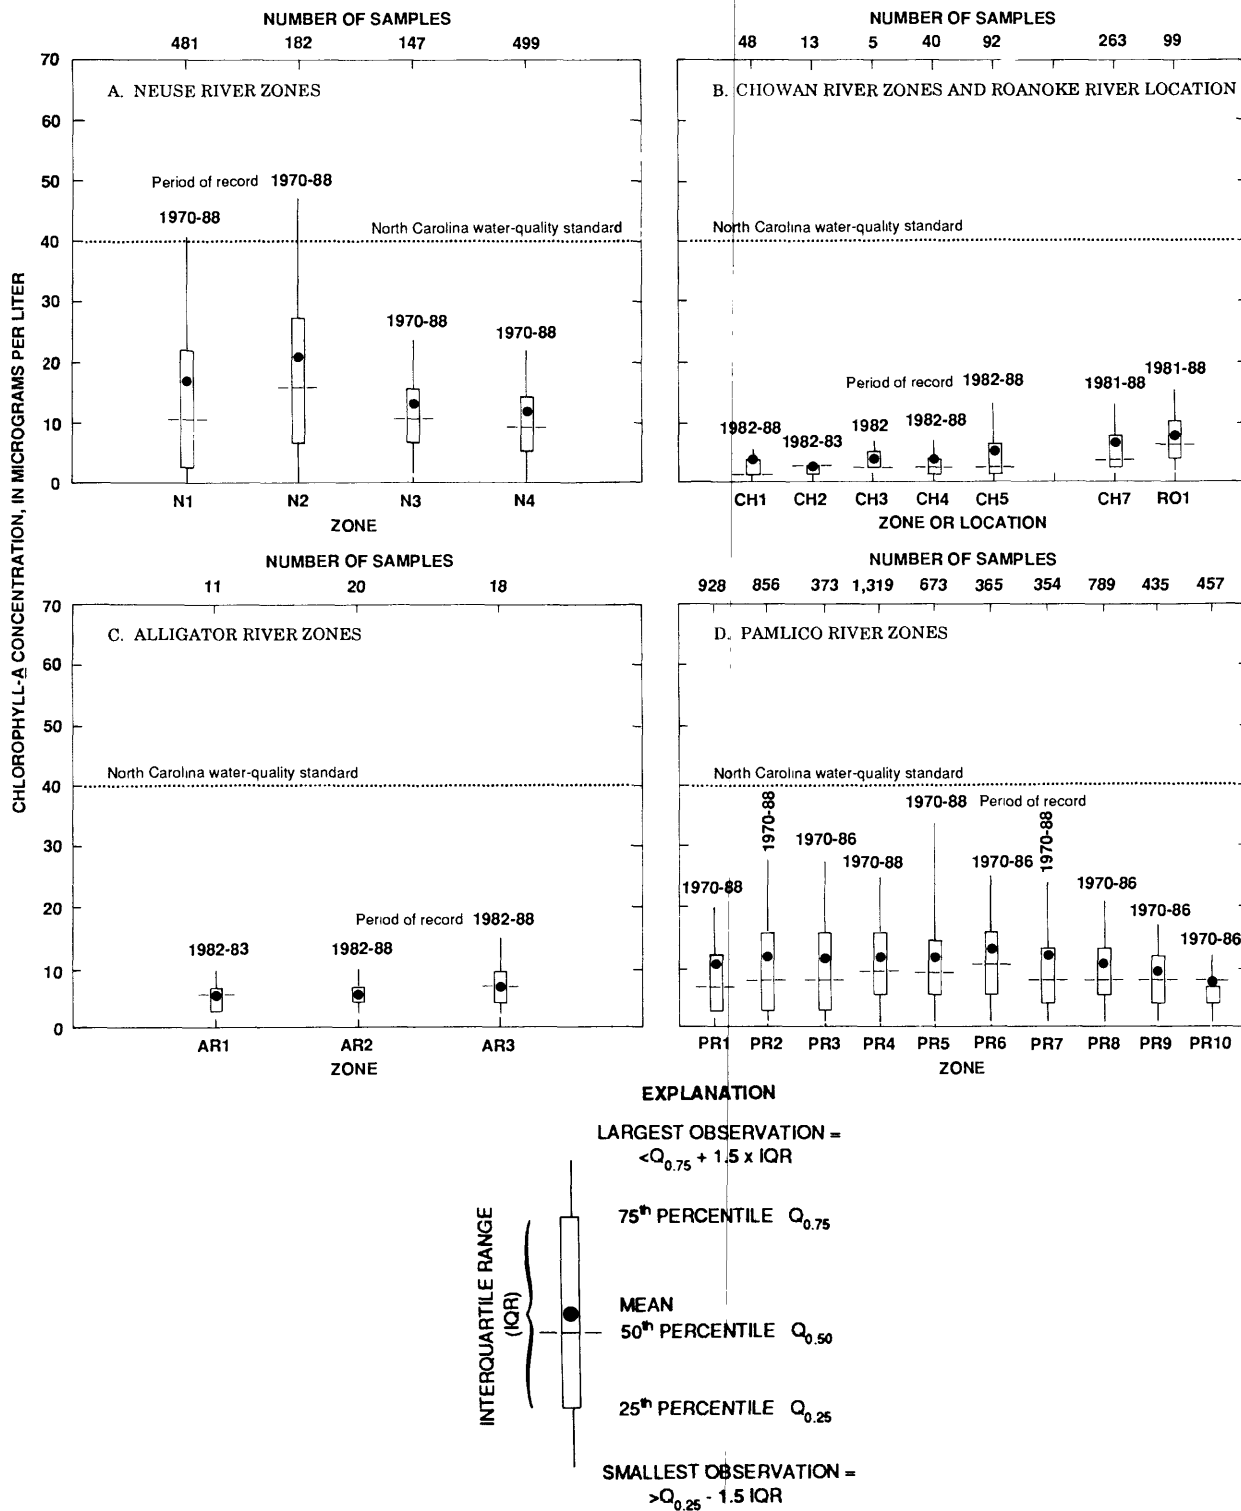 CHLOROPHYLL-A CONCENTRATION, IN MICROGRAMS PER LITER
NUMBER OF SAMPLES
481 182 147 499
70
60
50
40
30
20
10
0
A. NEUSE RIVER ZONES
Period of record 1970-88
1970-88
North Carolina water-quality standard
1970-88
1970-88
N1 N2 N3 N4
ZONE
NUMBER OF SAMPLES
48 13 5 40 92 263 99
B. CHOWAN RIVER ZONES AND ROANOKE RIVER LOCATION
North Carolina water-quality standard
Period of record 1982-88
1981-88
1981-88
1982-88
1982-83
1982
1982-88
CH1 CH2 CH3 CH4 CH5 CH7 RO1
ZONE OR LOCATION
NUMBER OF SAMPLES
11 20 18
70
60
50
40
30
20
10
0
C. ALLIGATOR RIVER ZONES
North Carolina water-quality standard
Period of record 1982-88
1982-83
1982-88
AR1 AR2 AR3
ZONE
NUMBER OF SAMPLES
928 856 373 1,319 673 365 354 789 435 457
D. PAMLICO RIVER ZONES
North Carolina water-quality standard
1970-88 Period of record
1970-88
1970-88
1970-86
1970-88
1970-86
1970-88
1970-86
1970-86
1970-86
PR1 PR2 PR3 PR4 PR5 PR6 PR7 PR8 PR9 PR10
ZONE
EXPLANATION
LARGEST OBSERVATION =
<Q0.75 + 1.5 x IQR
75th PERCENTILE Q0.75
INTERQUARTILE RANGE
(IQR)
MEAN
50th PERCENTILE Q0.50
25th PERCENTILE Q0.25
SMALLEST OBSERVATION =
>Q0.25 - 1.5 IQR